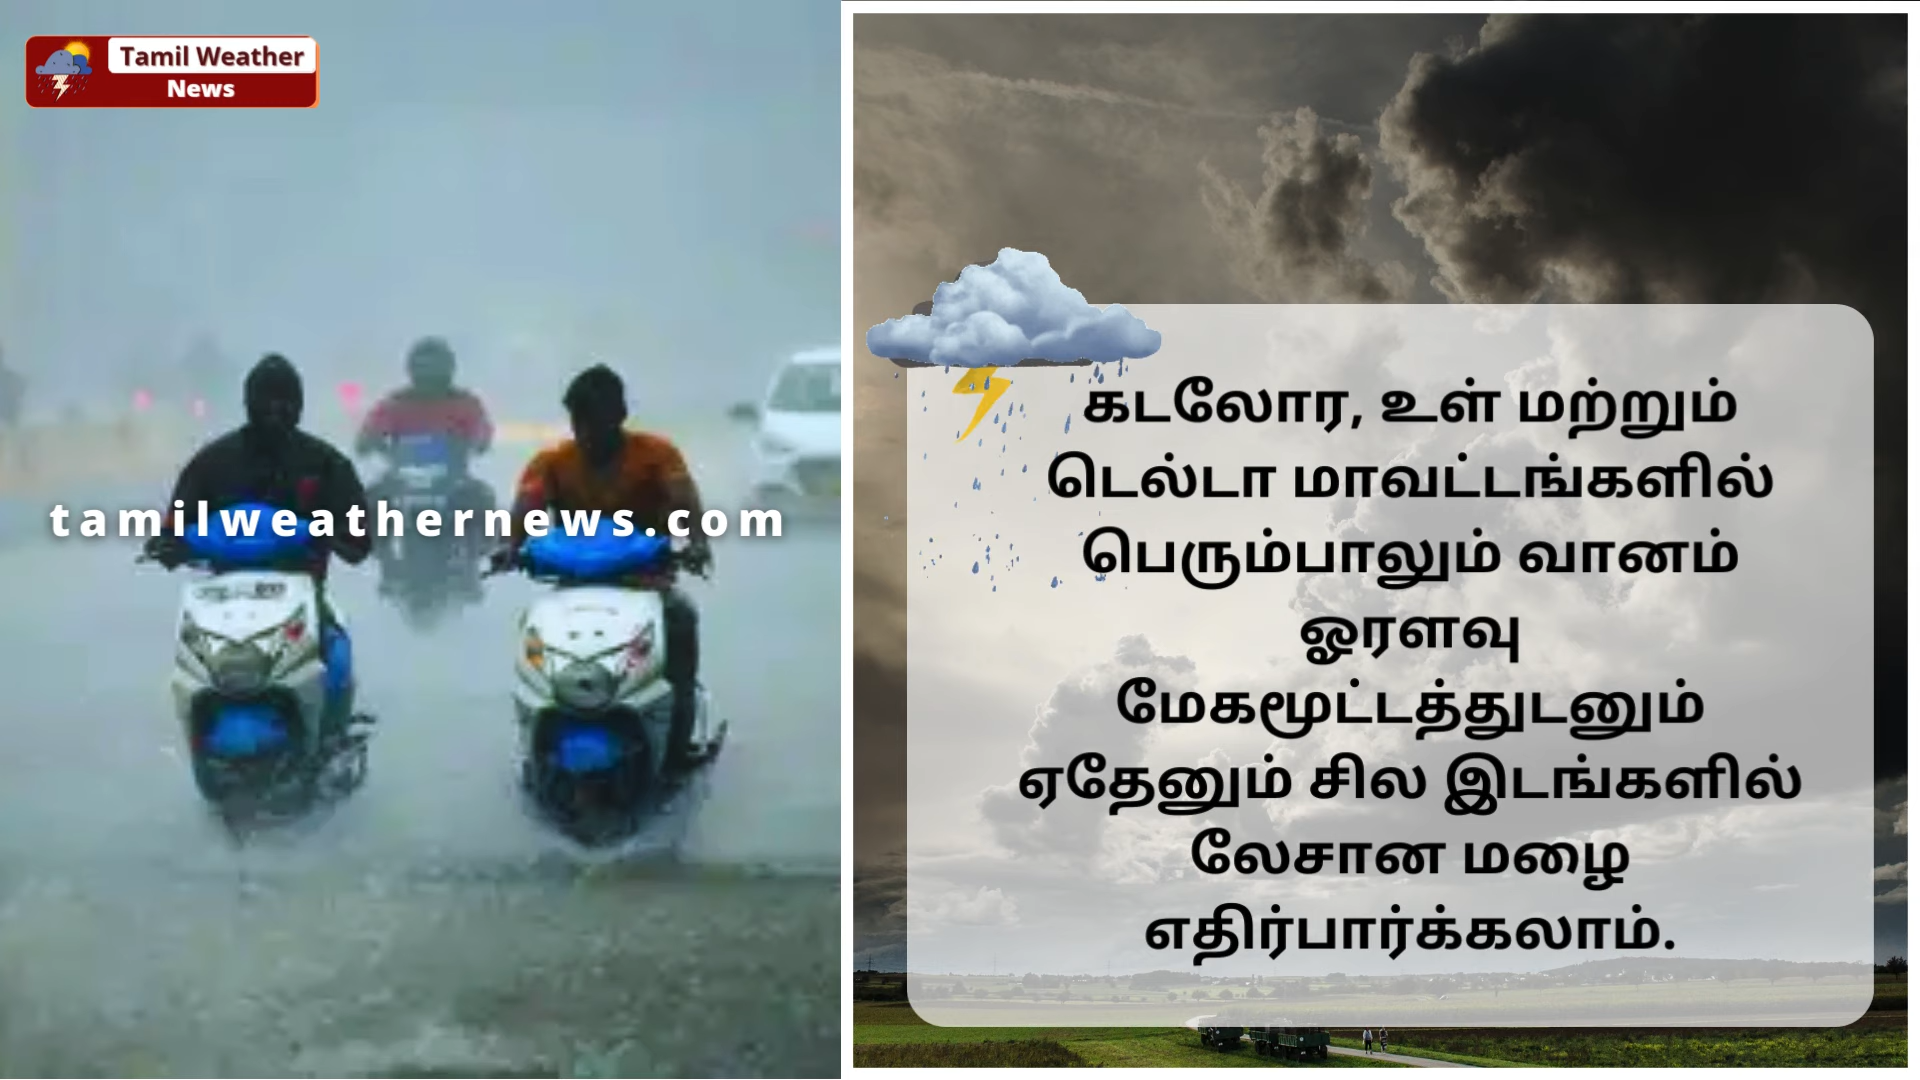 Tamil Weather
News
tamilweathernews.com
கடலோர, உள் மற்றும்
டெல்டா மாவட்டங்களில்
பெரும்பாலும் வானம்
ஓரளவு
மேகமூட்டத்துடனும்
ஏதேனும் சில இடங்களில்
லேசான மழை
எதிர்பார்க்கலாம்.